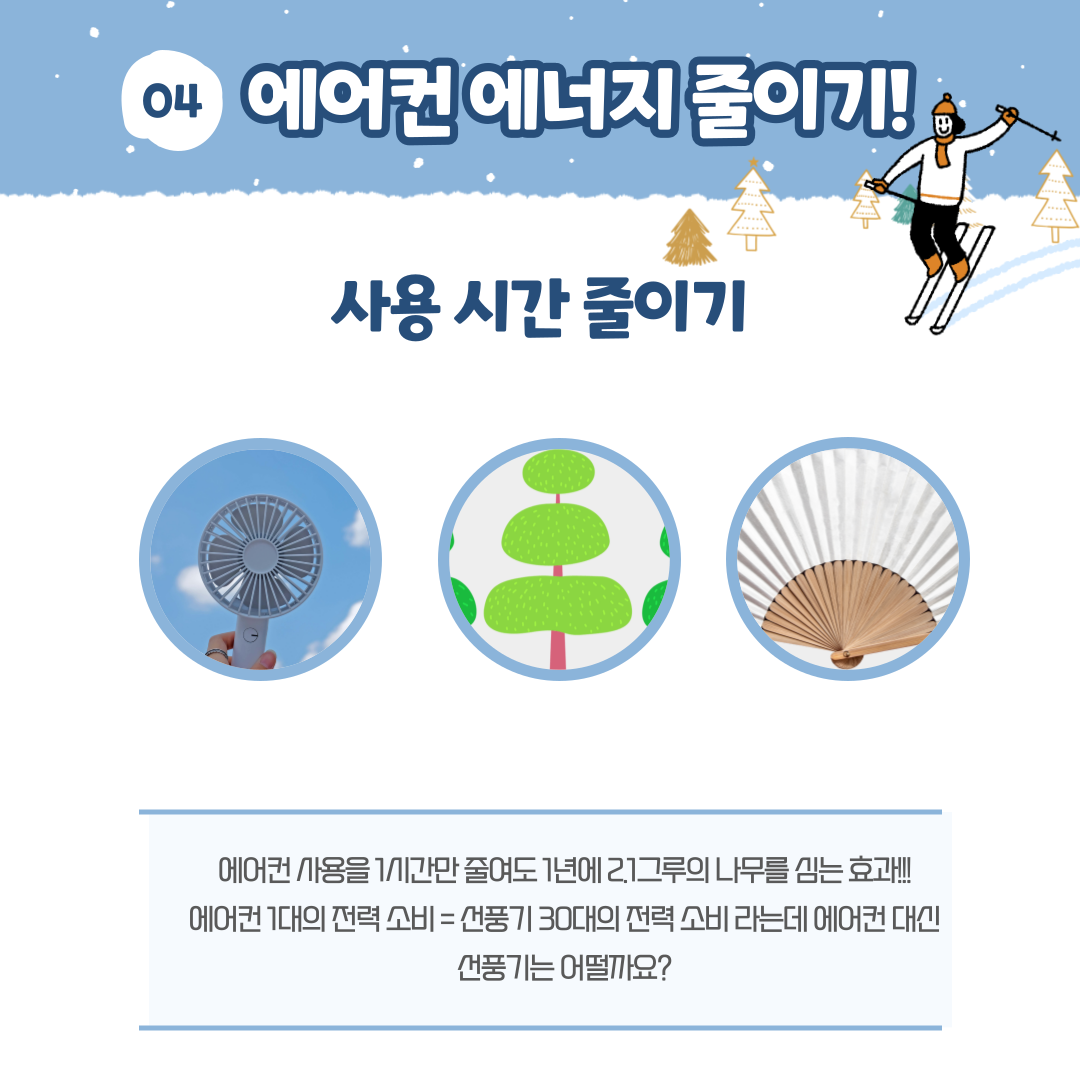 04 에어컨 에너지 줄이기!
사용 시간 줄이기
에어컨 사용을 1시간만 줄여도 1년에 2.1그루의 나무를 심는 효과!!!
에어컨 1대의 전력 소비 = 선풍기 30대의 전력 소비 라는데 에어컨 대신
선풍기는 어떨까요?